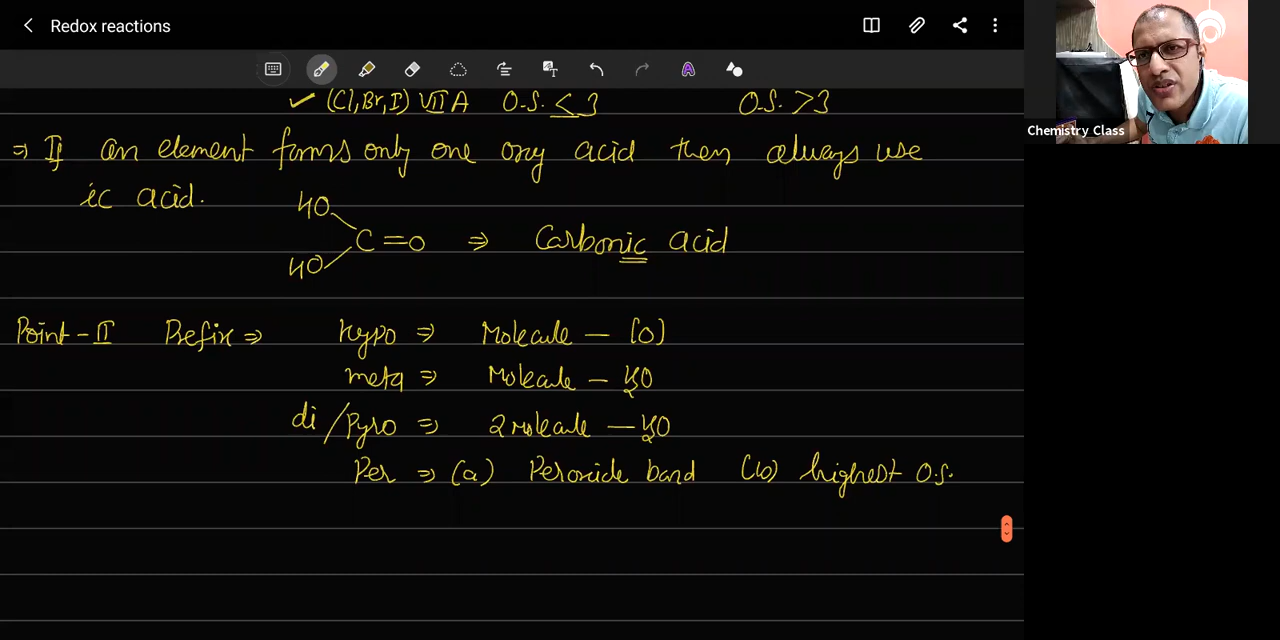 Redox reactions
Chemistry Class
✓ (Cl, Br, I) VII A O.S. ≤ 3 O.S. > 3
⇒ If an element forms only one oxy acid then always use
ic acid.
HO
C = O ⇒ Carbonic acid
HO
Point - II Prefix ⇒ hypo ⇒ Molecule — [O]
meta ⇒ Molecule — H2O
di / Pyro ⇒ 2 Molecule — H2O
Per ⇒ (a) Peroxide bond (b) highest O.S.